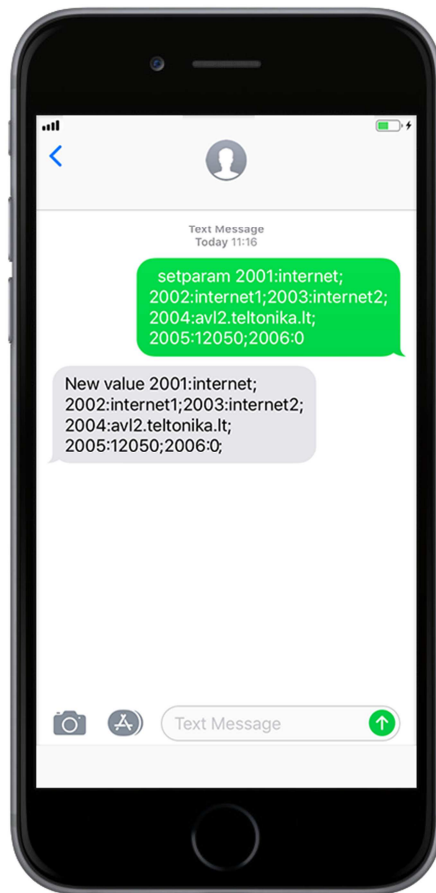 Text Message
Today 11:16
setparam 2001:internet;
2002:internet1;2003:internet2;
2004:avl2.teltonika.lt;
2005:12050;2006:0
New value 2001:internet;
2002:internet1;2003:internet2;
2004:avl2.teltonika.lt;
2005:12050;2006:0;
Text Message